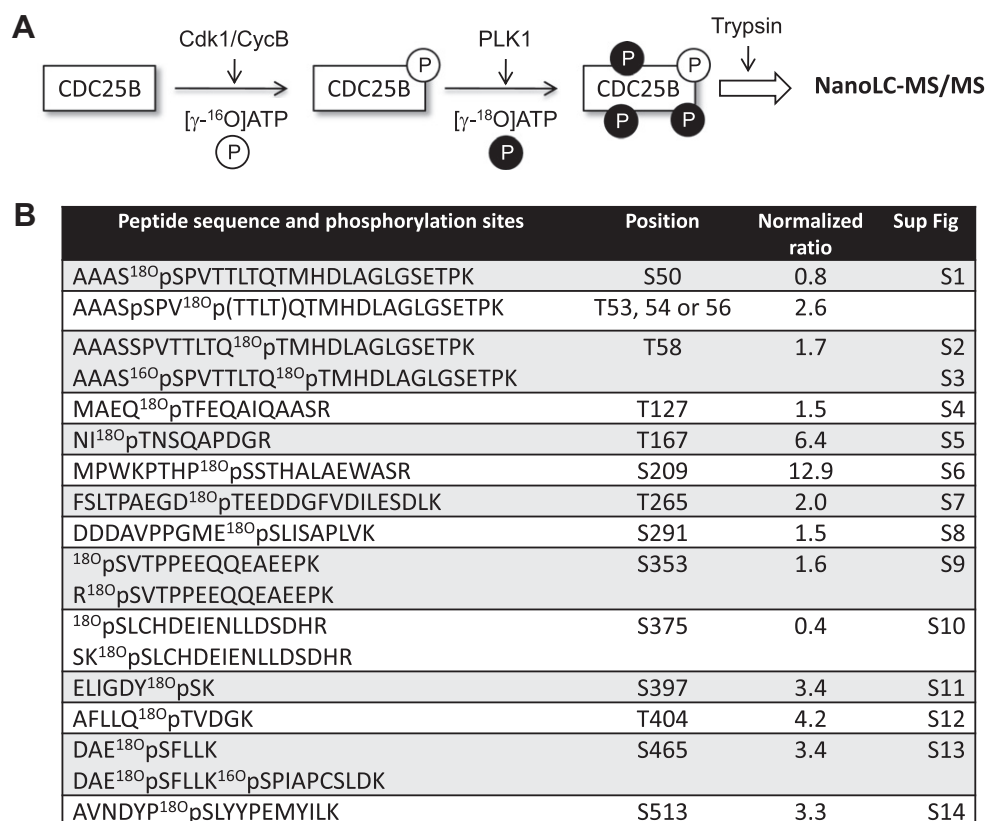 A
Cdk1/CycB
PLK1
Trypsin
CDC25B
CDC25B
P
CDC25B
P
P
P
P
NanoLC-MS/MS
[γ-¹⁶O]ATP
[γ-¹⁸O]ATP
P
P
B
Peptide sequence and phosphorylation sites Position Normalized ratio Sup Fig
AAAS¹⁸ᴼpSPVTTLTQTMHDLAGLGSETPK S50 0.8 S1
AAASpSPV¹⁸ᴼp(TTLT)QTMHDLAGLGSETPK T53, 54 or 56 2.6
AAASSPVTTLTQ¹⁸ᴼpTMHDLAGLGSETPK T58 1.7 S2
AAAS¹⁶ᴼpSPVTTLTQ¹⁸ᴼpTMHDLAGLGSETPK S3
MAEQ¹⁸ᴼpTFEQAIQAASR T127 1.5 S4
NI¹⁸ᴼpTNSQAPDGR T167 6.4 S5
MPWKPTHP¹⁸ᴼpSSTHALAEWASR S209 12.9 S6
FSLTPAEGD¹⁸ᴼpTEEDDGFVDILESDLK T265 2.0 S7
DDDAVPPGME¹⁸ᴼpSLISAPLVK S291 1.5 S8
¹⁸ᴼpSVTPPEEQQEAEEPK S353 1.6 S9
R¹⁸ᴼpSVTPPEEQQEAEEPK
¹⁸ᴼpSLCHDEIENLLDSDHR S375 0.4 S10
SK¹⁸ᴼpSLCHDEIENLLDSDHR
ELIGDY¹⁸ᴼpSK S397 3.4 S11
AFLLQ¹⁸ᴼpTVDGK T404 4.2 S12
DAE¹⁸ᴼpSFLLK S465 3.4 S13
DAE¹⁸ᴼpSFLLK¹⁶ᴼpSPIAPCSLDK
AVNDYP¹⁸ᴼpSLYYPEMYILK S513 3.3 S14